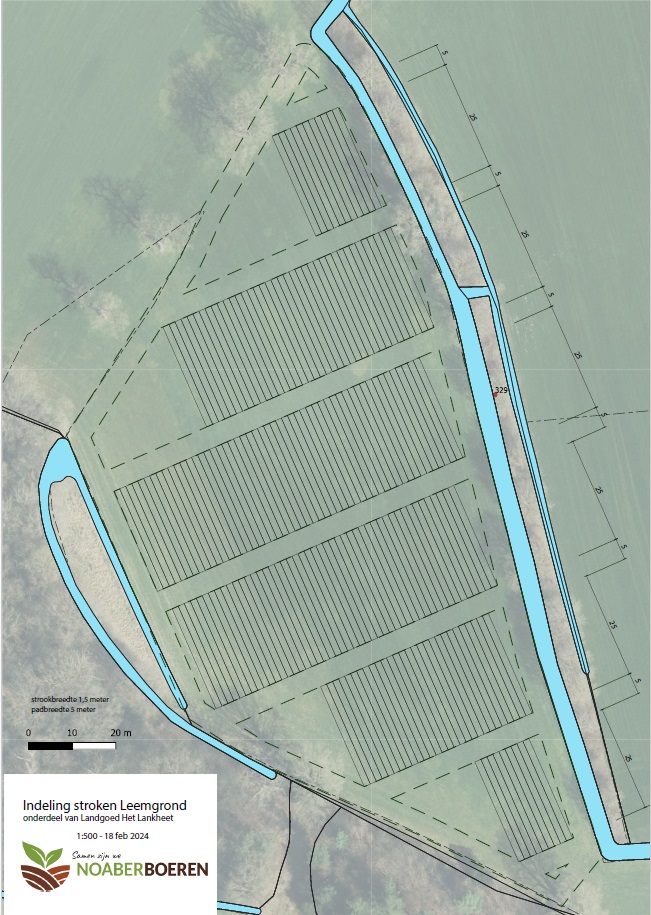 5
25
5
25
5
25
5
329
25
5
25
5
25
strookbreedte 1,5 meter
padbreedte 5 meter
0 10 20 m
Indeling stroken Leemgrond
onderdeel van Landgoed Het Lankheet
1:500 - 18 feb 2024
Samen zijn we
NOABERBOEREN